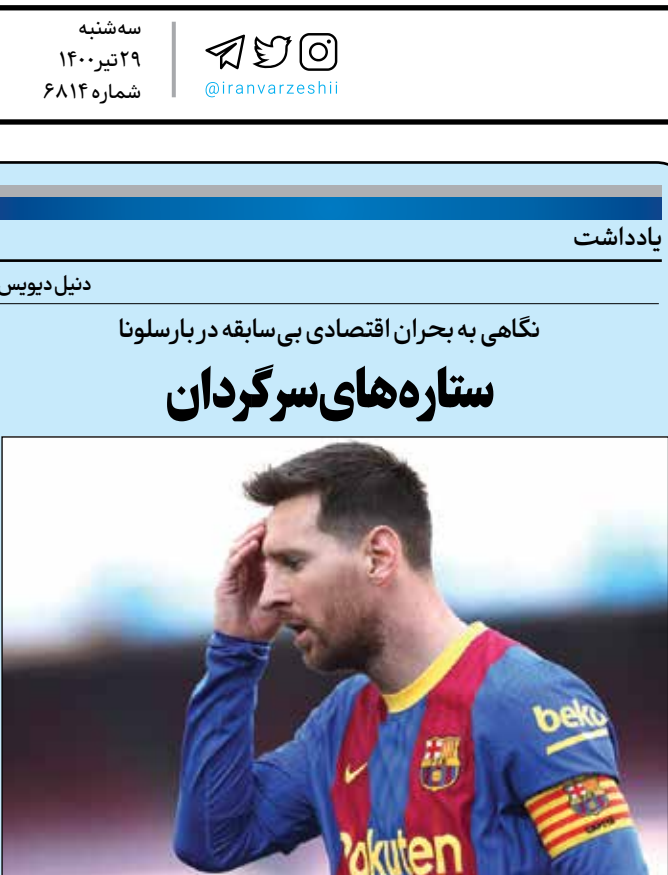 سه‌شنبه
۲۹ تیر ۱۴۰۰
شماره ۶۸۱۴
@iranvarzeshii
یادداشت
دنیل دیویس
نگاهی به بحران اقتصادی بی‌سابقه در بارسلونا
ستاره‌های سرگردان
beko
Rakuten